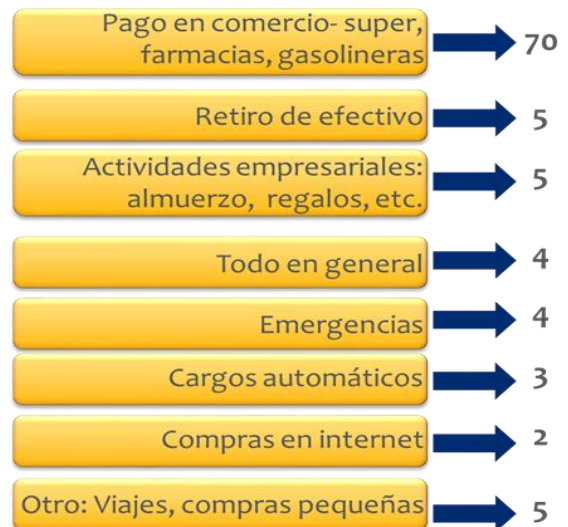 Pago en comercio- super,
farmacias, gasolineras
70
Retiro de efectivo
5
Actividades empresariales:
almuerzo, regalos, etc.
5
Todo en general
4
Emergencias
4
Cargos automáticos
3
Compras en internet
2
Otro: Viajes, compras pequeñas
5